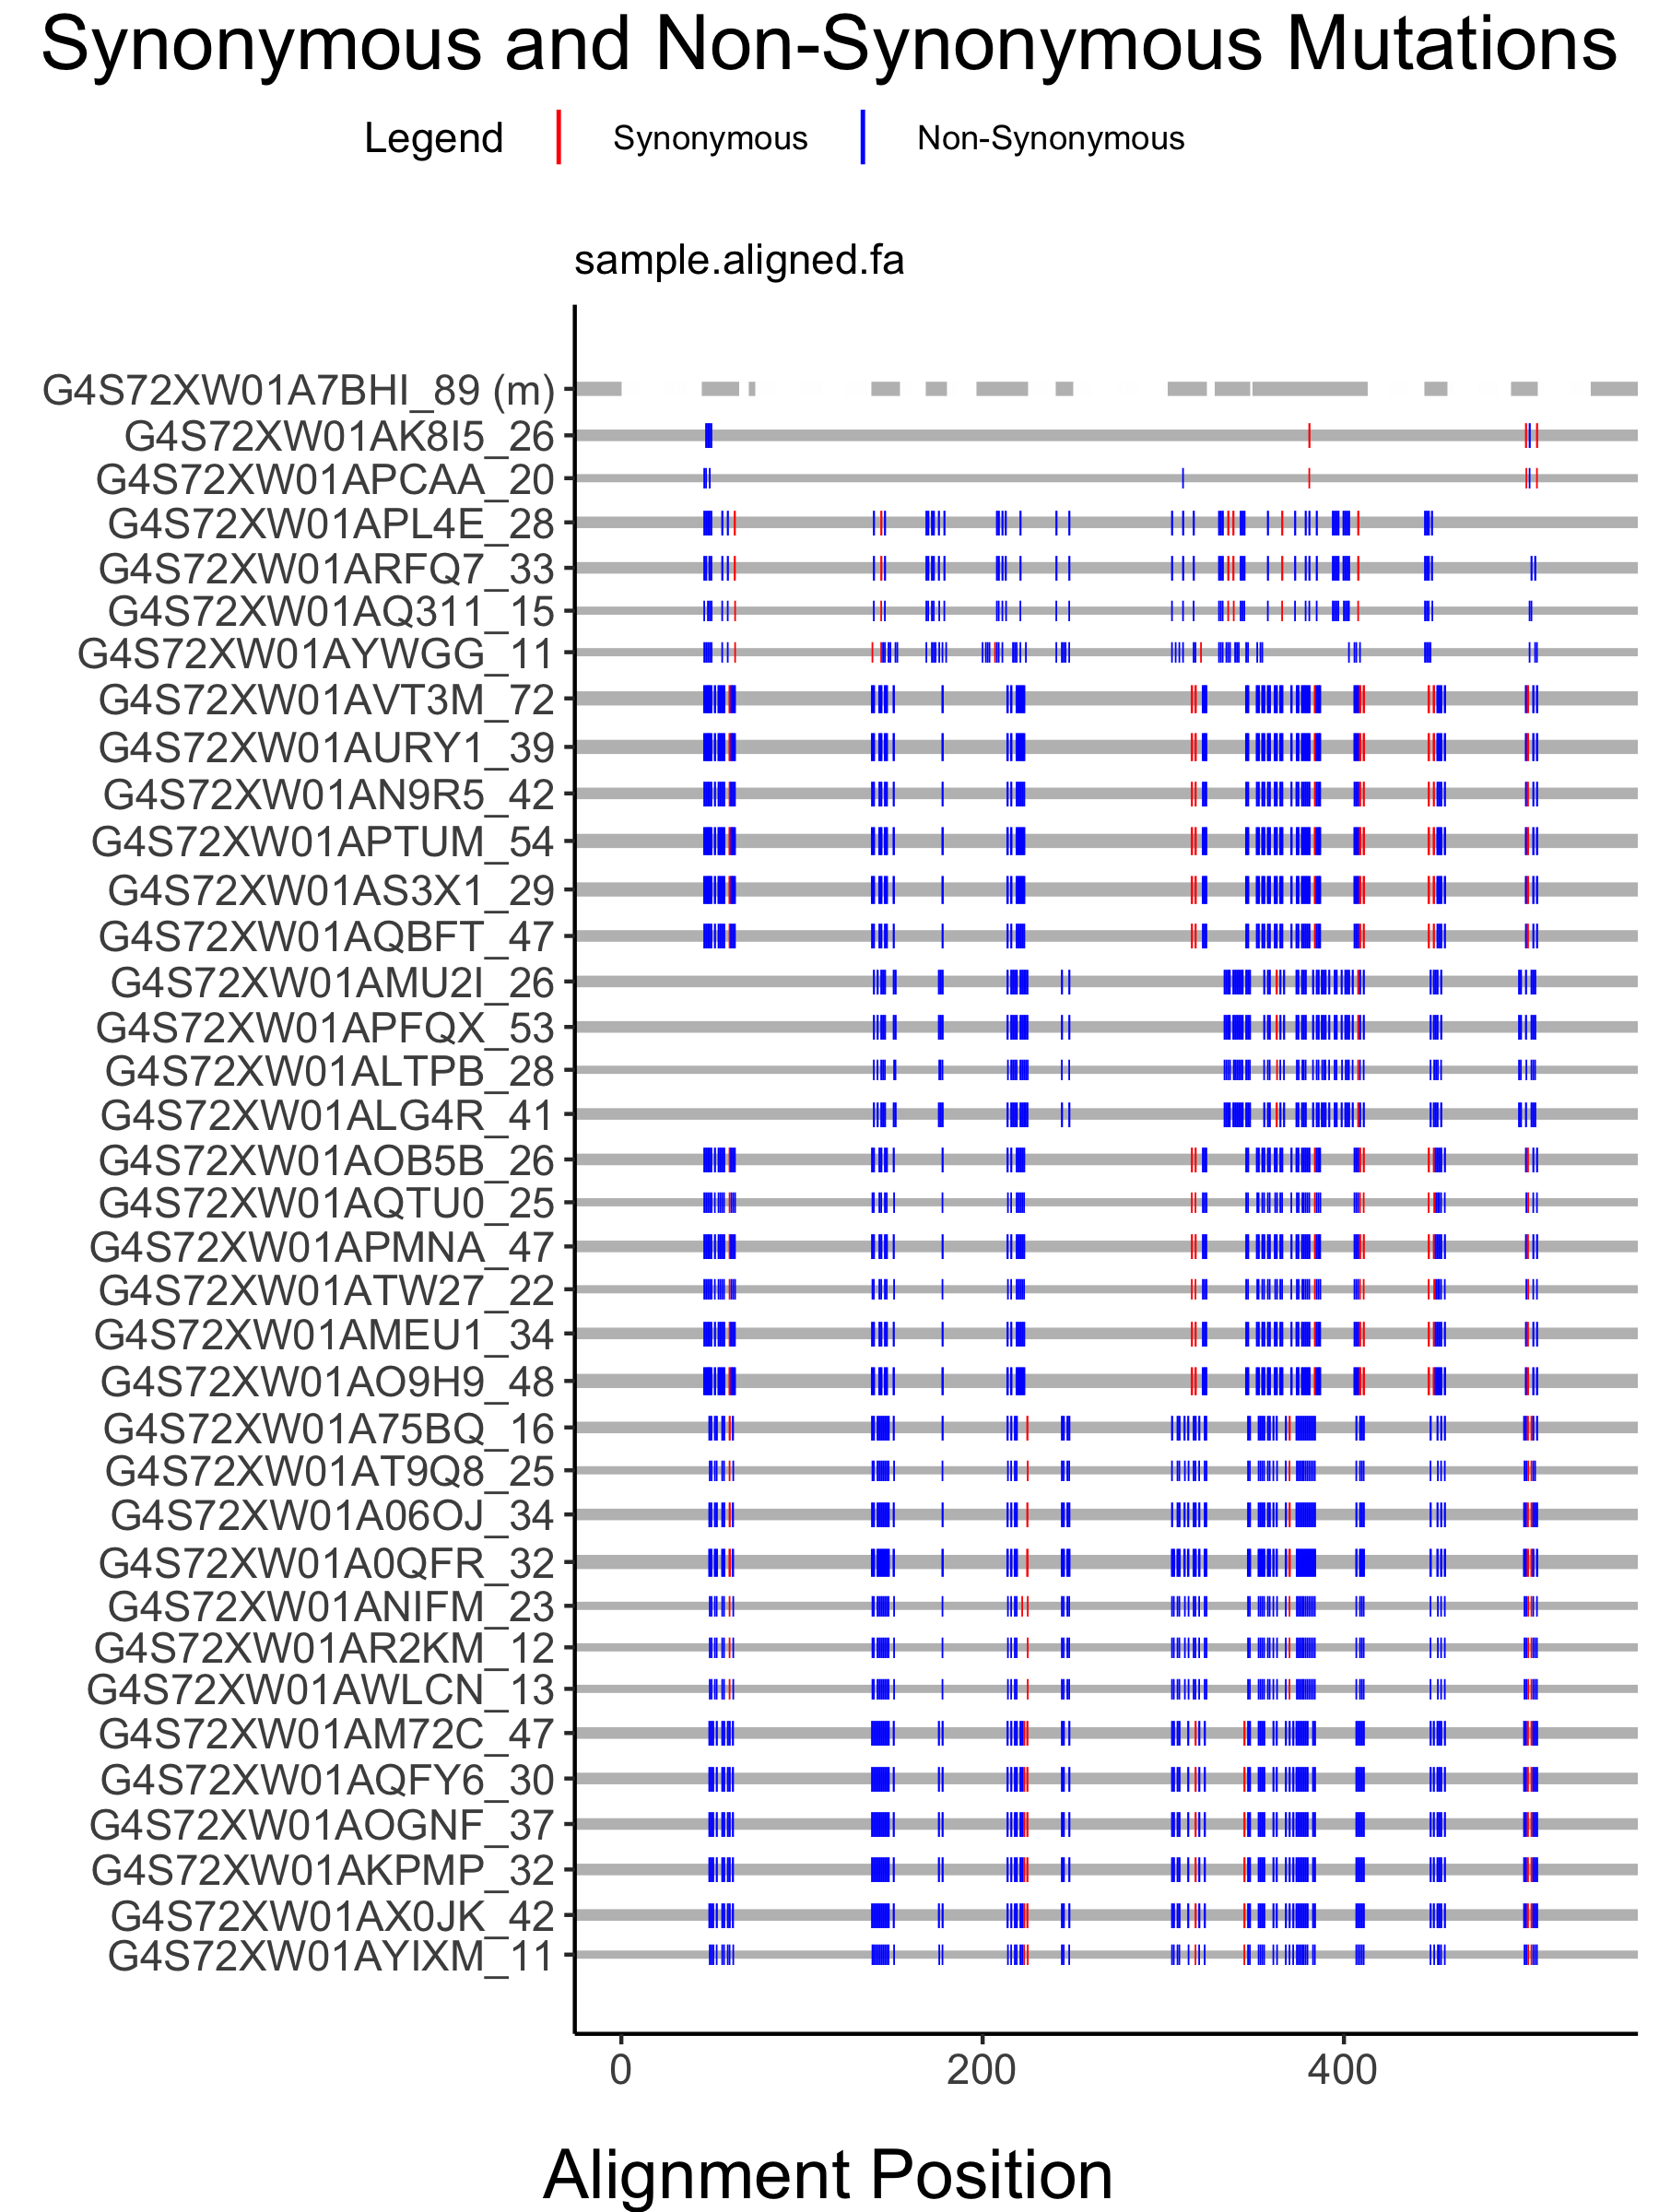 Synonymous and Non-Synonymous Mutations
Legend Synonymous Non-Synonymous
sample.aligned.fa
G4S72XW01A7BHI_89 (m)
G4S72XW01AK8I5_26
G4S72XW01APCAA_20
G4S72XW01APL4E_28
G4S72XW01ARFQ7_33
G4S72XW01AQ311_15
G4S72XW01AYWGG_11
G4S72XW01AVT3M_72
G4S72XW01AURY1_39
G4S72XW01AN9R5_42
G4S72XW01APTUM_54
G4S72XW01AS3X1_29
G4S72XW01AQBFT_47
G4S72XW01AMU2I_26
G4S72XW01APFQX_53
G4S72XW01ALTPB_28
G4S72XW01ALG4R_41
G4S72XW01AOB5B_26
G4S72XW01AQTU0_25
G4S72XW01APMNA_47
G4S72XW01ATW27_22
G4S72XW01AMEU1_34
G4S72XW01AO9H9_48
G4S72XW01A75BQ_16
G4S72XW01AT9Q8_25
G4S72XW01A06OJ_34
G4S72XW01A0QFR_32
G4S72XW01ANIFM_23
G4S72XW01AR2KM_12
G4S72XW01AWLCN_13
G4S72XW01AM72C_47
G4S72XW01AQFY6_30
G4S72XW01AOGNF_37
G4S72XW01AKPMP_32
G4S72XW01AX0JK_42
G4S72XW01AYIXM_11
0 200 400
Alignment Position